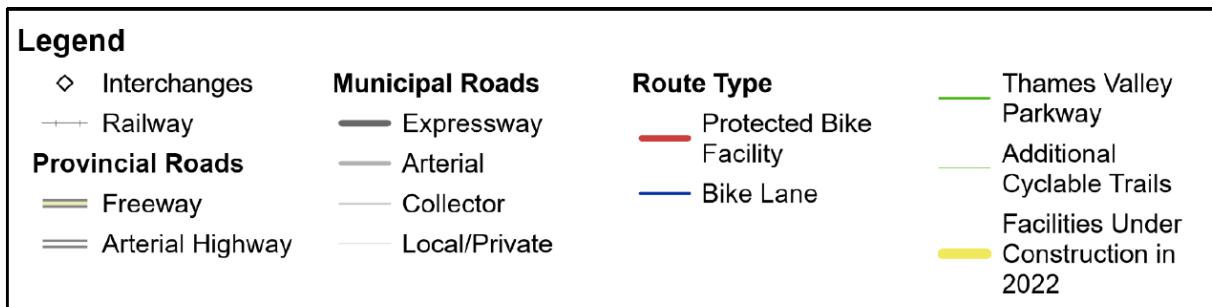 Legend
Interchanges
Railway
Provincial Roads
Freeway
Arterial Highway
Municipal Roads
Expressway
Arterial
Collector
Local/Private
Route Type
Protected Bike
Facility
Bike Lane
Thames Valley
Parkway
Additional
Cyclable Trails
Facilities Under
Construction in
2022